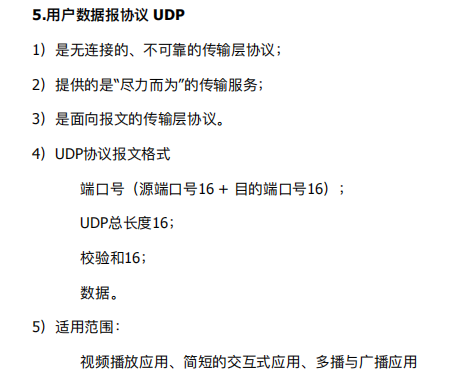 5.用户数据报协议 UDP
1）是无连接的、不可靠的传输层协议；
2）提供的是“尽力而为”的传输服务；
3）是面向报文的传输层协议。
4）UDP协议报文格式
端口号（源端口号16 + 目的端口号16）；
UDP总长度16；
校验和16；
数据。
5）适用范围：
视频播放应用、简短的交互式应用、多播与广播应用